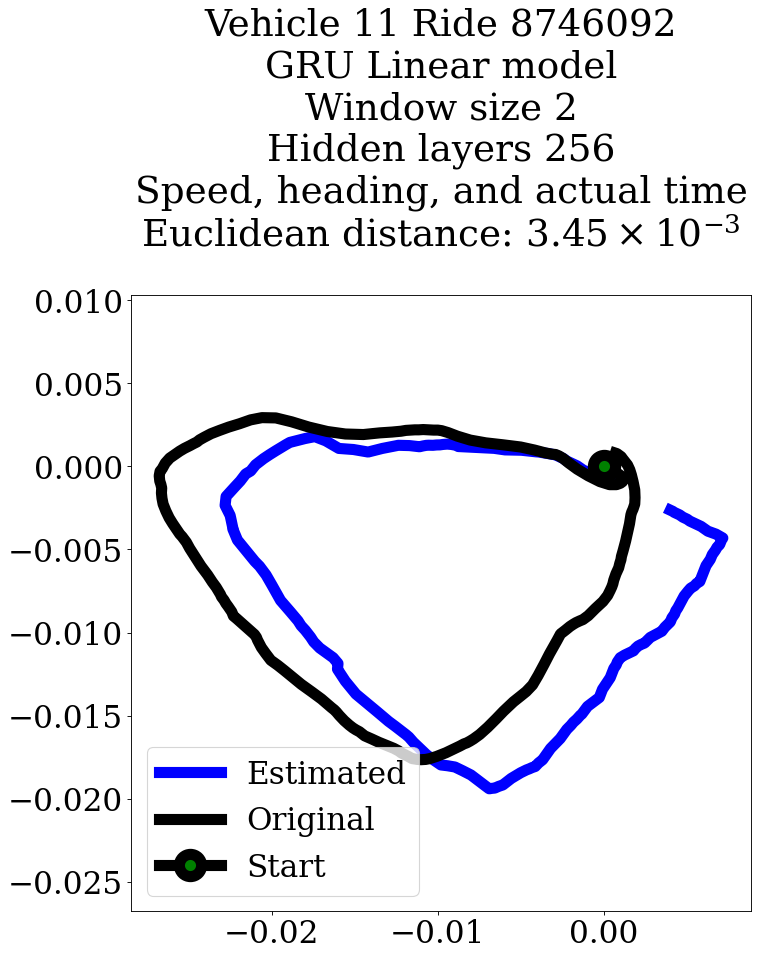 Vehicle 11 Ride 8746092
GRU Linear model
Window size 2
Hidden layers 256
Speed, heading, and actual time
Euclidean distance: 3.45 × 10⁻³
0.010
0.005
0.000
−0.005
−0.010
−0.015
−0.020
−0.025
Estimated
Original
Start
−0.02
−0.01
0.00